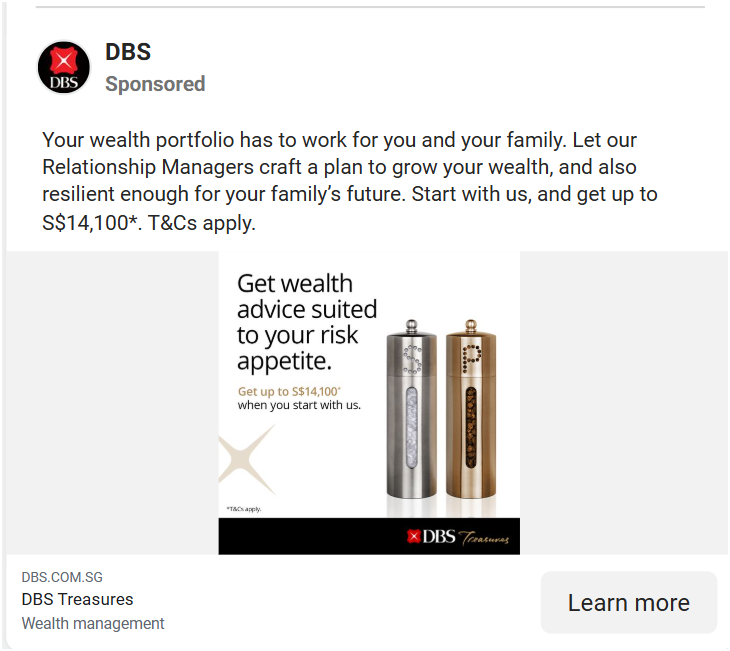 DBS
DBS
Sponsored
Your wealth portfolio has to work for you and your family. Let our
Relationship Managers craft a plan to grow your wealth, and also
resilient enough for your family’s future. Start with us, and get up to
S$14,100*. T&Cs apply.
Get wealth
advice suited
to your risk
appetite.
Get up to S$14,100*
when you start with us.
S P
*T&Cs apply.
DBS Treasures
DBS.COM.SG
DBS Treasures
Wealth management
Learn more